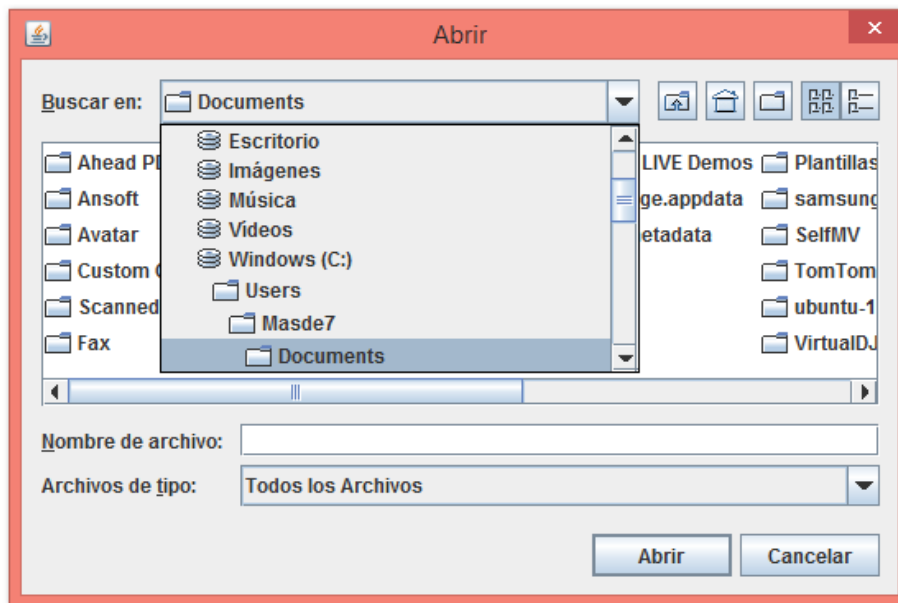 Abrir
Buscar en: Documents
Escritorio
Imágenes
Música
Vídeos
Windows (C:)
Users
Masde7
Documents
Ahead
Ansoft
Avatar
Custom
Scanned
Fax
LIVE Demos
ge.appdata
etadata
Plantillas
samsung
SelfMV
TomTom
ubuntu-1
VirtualDJ
Nombre de archivo:
Archivos de tipo: Todos los Archivos
Abrir Cancelar